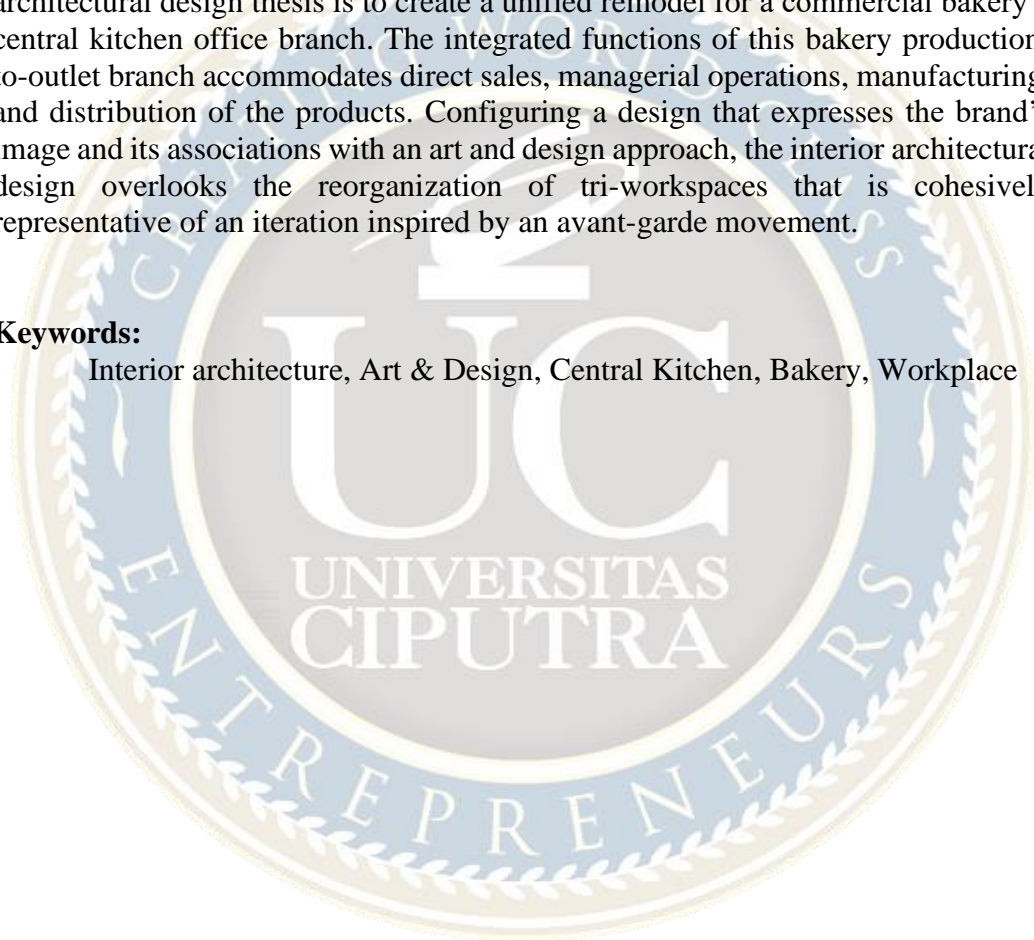 architectural design thesis is to create a unified remodel for a commercial bakery
central kitchen office branch. The integrated functions of this bakery production
to-outlet branch accommodates direct sales, managerial operations, manufacturing
and distribution of the products. Configuring a design that expresses the brand’
image and its associations with an art and design approach, the interior architectura
design overlooks the reorganization of tri-workspaces that is cohesivel
representative of an iteration inspired by an avant-garde movement.
Keywords:
Interior architecture, Art & Design, Central Kitchen, Bakery, Workplace
UC
UNIVERSITAS
CIPUTRA
ENTREPRENEURS